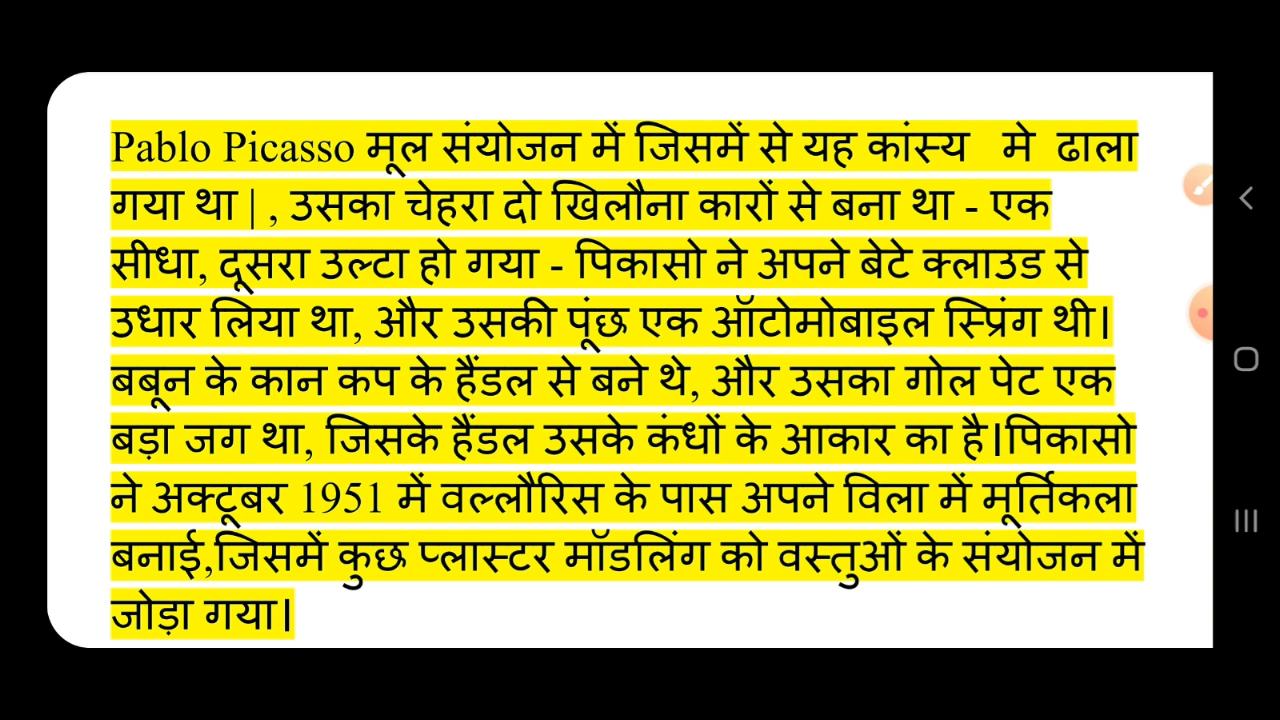 Pablo Picasso मूल संयोजन में जिसमें से यह कांस्य मे ढाला
गया था | , उसका चेहरा दो खिलौना कारों से बना था - एक
सीधा, दूसरा उल्टा हो गया - पिकासो ने अपने बेटे क्लाउड से
उधार लिया था, और उसकी पूंछ एक ऑटोमोबाइल स्प्रिंग थी।
बबून के कान कप के हैंडल से बने थे, और उसका गोल पेट एक
बड़ा जग था, जिसके हैंडल उसके कंधों के आकार का है।पिकासो
ने अक्टूबर 1951 में वल्लौरिस के पास अपने विला में मूर्तिकला
बनाई,जिसमें कुछ प्लास्टर मॉडलिंग को वस्तुओं के संयोजन में
जोड़ा गया।